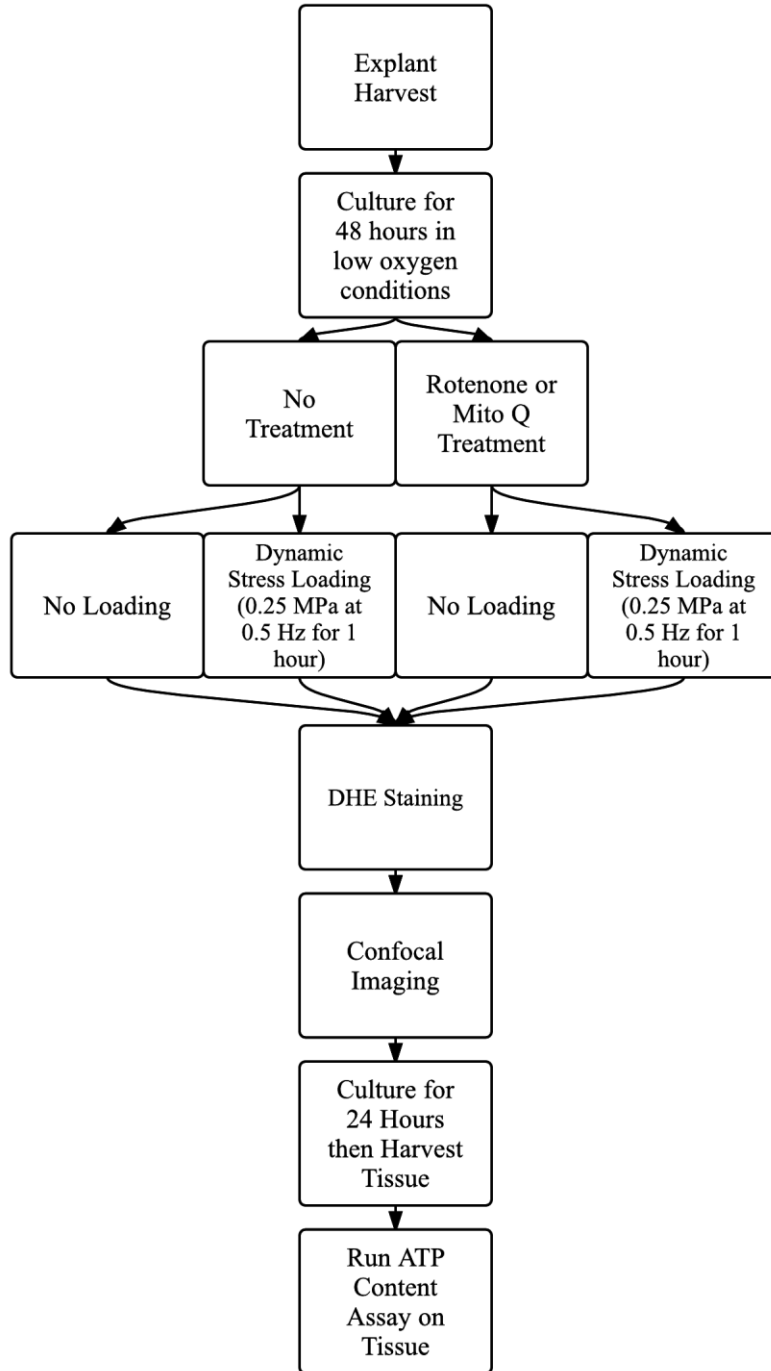 Explant
Harvest
Culture for
48 hours in
low oxygen
conditions
No
Treatment
Rotenone or
Mito Q
Treatment
No Loading
Dynamic
Stress Loading
(0.25 MPa at
0.5 Hz for 1
hour)
No Loading
Dynamic
Stress Loading
(0.25 MPa at
0.5 Hz for 1
hour)
DHE Staining
Confocal
Imaging
Culture for
24 Hours
then Harvest
Tissue
Run ATP
Content
Assay on
Tissue